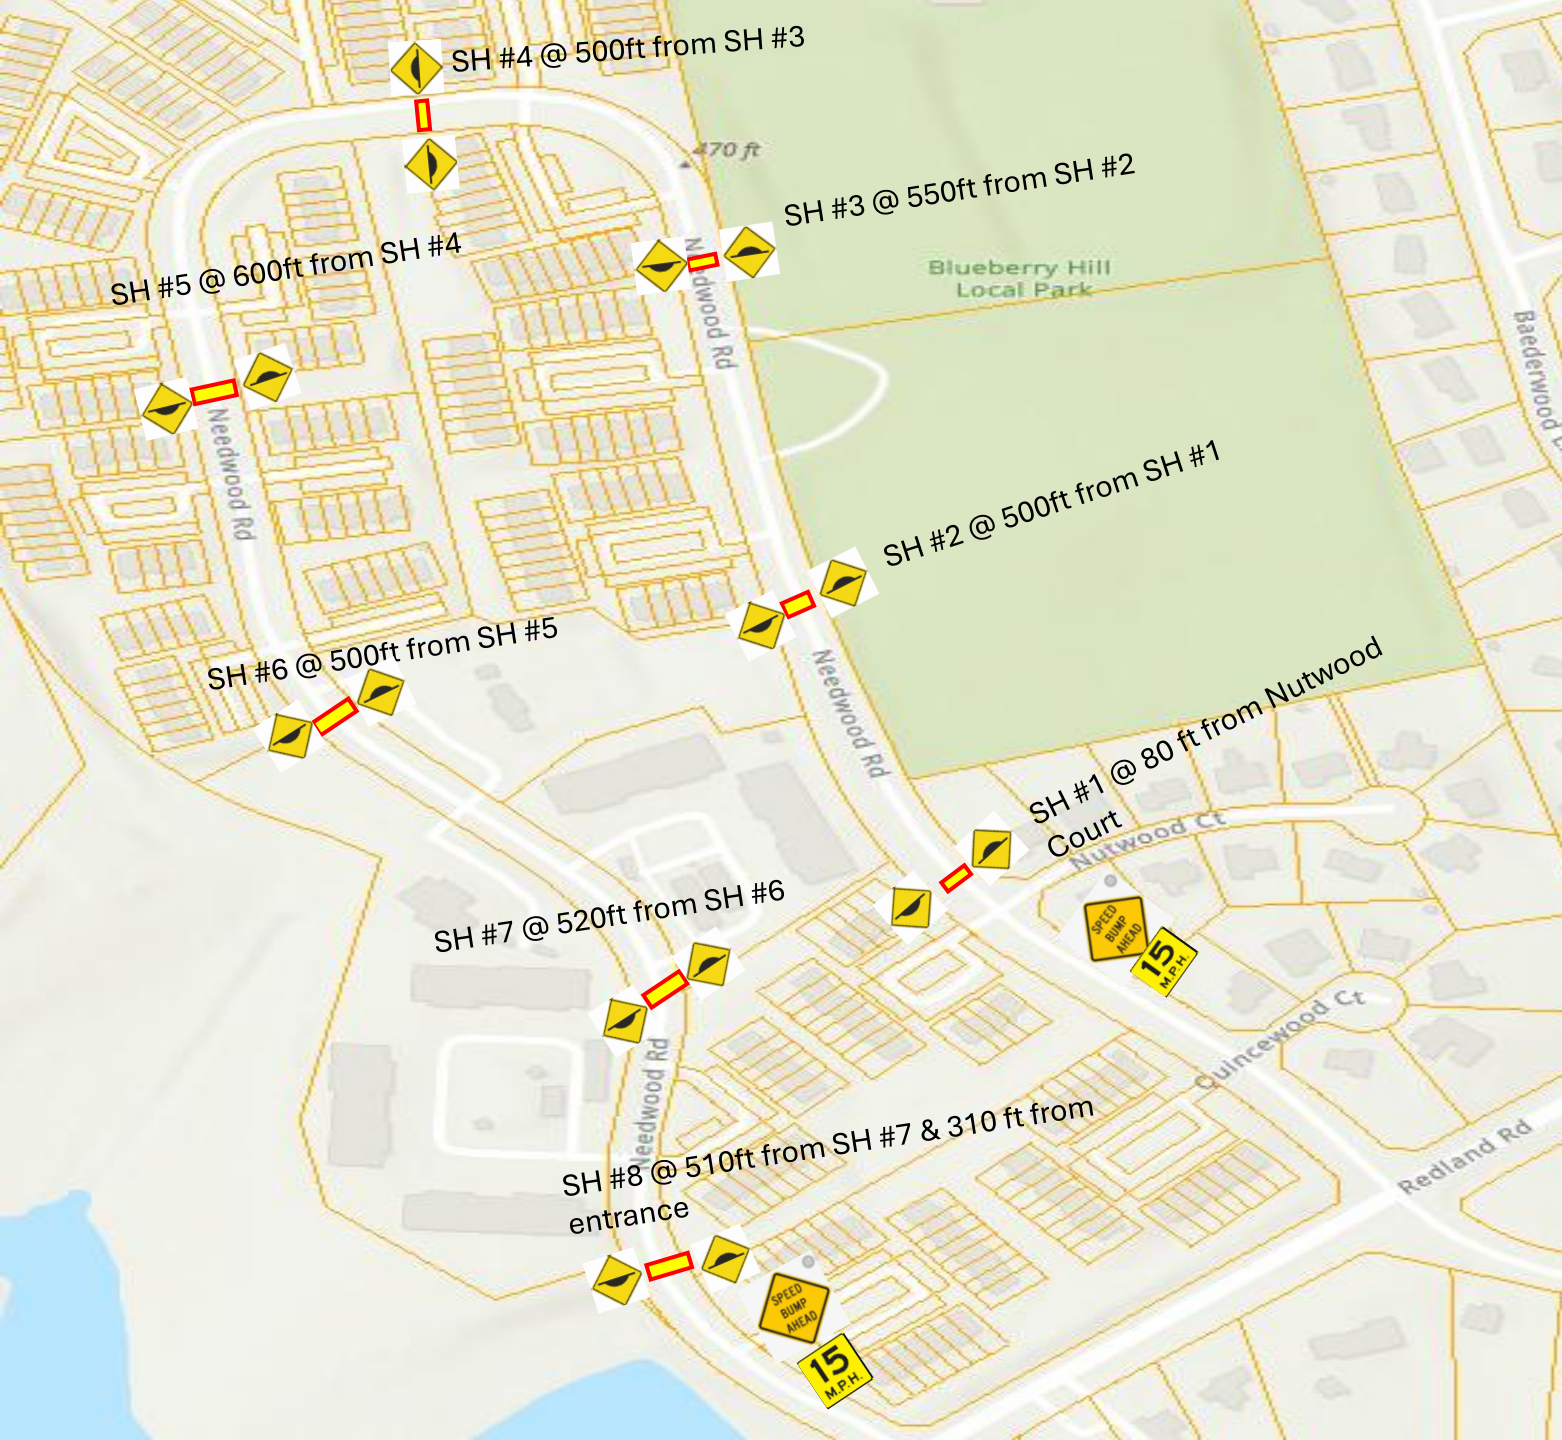 SH #4 @ 500ft from SH #3
470 ft
SH #3 @ 550ft from SH #2
Needwood Rd
Blueberry Hill
Local Park
SH #5 @ 600ft from SH #4
Baederwood
Needwood Rd
SH #2 @ 500ft from SH #1
SH #6 @ 500ft from SH #5
Needwood Rd
SH #1 @ 80 ft from Nutwood
Court
Nutwood Ct
SPEED
BUMP
AHEAD
15
M.P.H.
SH #7 @ 520ft from SH #6
Quincewood Ct
Needwood Rd
Redland Rd
SH #8 @ 510ft from SH #7 & 310 ft from
entrance
SPEED
BUMP
AHEAD
15
M.P.H.